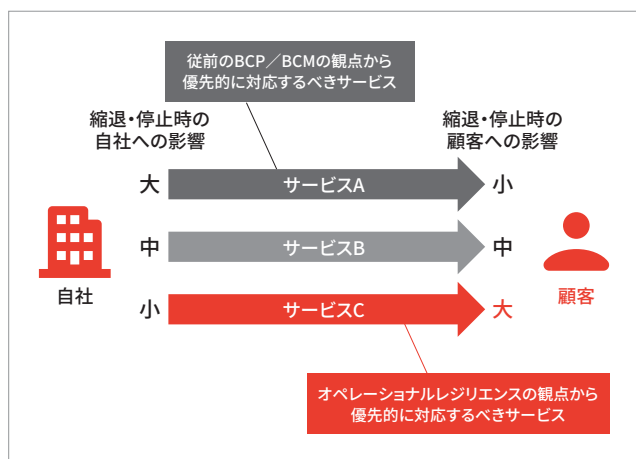 従前のBCP／BCMの観点から
優先的に対応するべきサービス
縮退・停止時の
自社への影響
縮退・停止時の
顧客への影響
大
サービスA
小
中
サービスB
中
自社
顧客
小
サービスC
大
オペレーショナルレジリエンスの観点から
優先的に対応するべきサービス